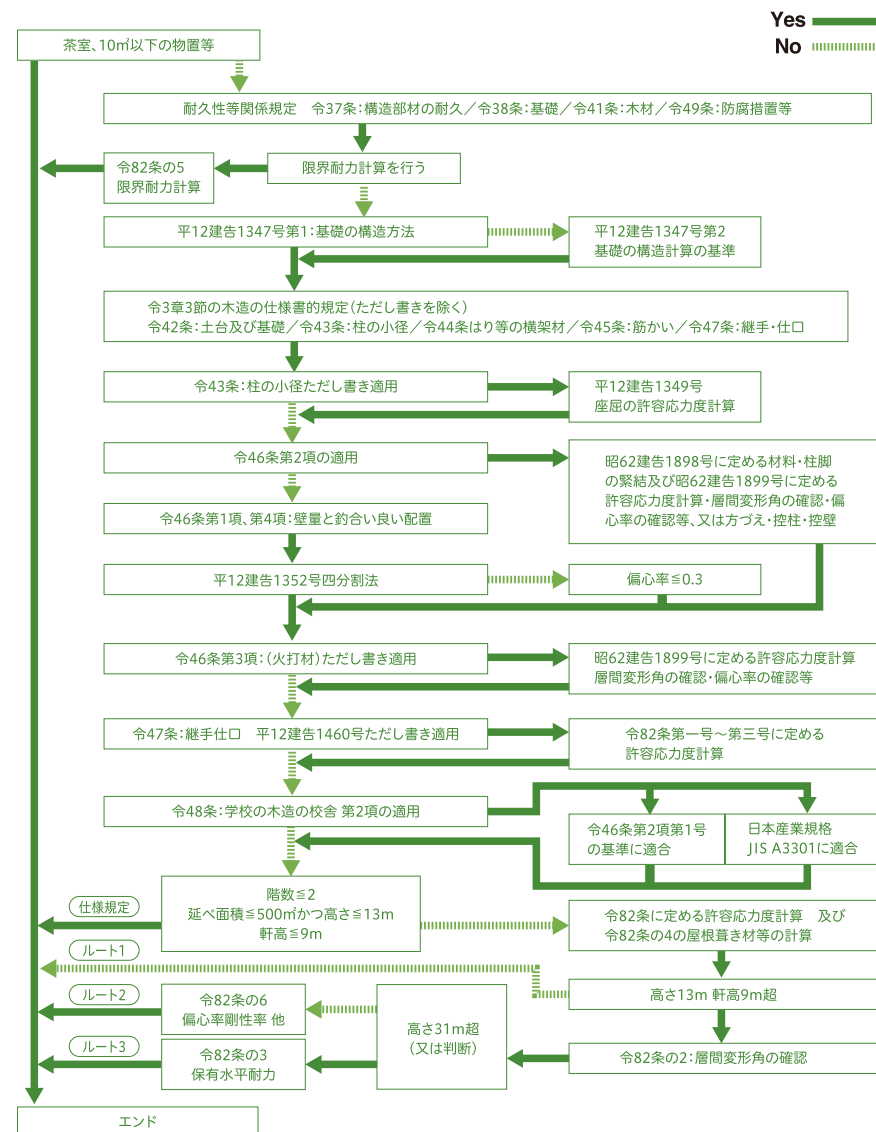 Yes
No
茶室、10㎡以下の物置等
耐久性等関係規定　令37条：構造部材の耐久／令38条：基礎／令41条：木材／令49条：防腐措置等
令82条の5
限界耐力計算
限界耐力計算を行う
平12建告1347号第1：基礎の構造方法
平12建告1347号第2
基礎の構造計算の基準
令3章3節の木造の仕様書的規定（ただし書きを除く）
令42条：土台及び基礎／令43条：柱の小径／令44条はり等の横架材／令45条：筋かい／令47条：継手・仕口
令43条：柱の小径ただし書き適用
平12建告1349号
座屈の許容応力度計算
令46条第2項の適用
昭62建告1898号に定める材料・柱脚
の緊結及び昭62建告1899号に定める
許容応力度計算・層間変形角の確認・偏
心率の確認等、又は方づえ・控柱・控壁
令46条第1項、第4項：壁量と釣合い良い配置
平12建告1352号四分割法
偏心率≦0.3
令46条第3項：（火打材）ただし書き適用
昭62建告1899号に定める許容応力度計算
層間変形角の確認・偏心率の確認等
令47条：継手仕口　平12建告1460号ただし書き適用
令82条第一号～第三号に定める
許容応力度計算
令48条：学校の木造の校舎 第2項の適用
令46条第2項第1号
の基準に適合
日本産業規格
JIS A3301に適合
仕様規定
階数≦2
延べ面積≦500㎡かつ高さ≦13m
軒高≦9m
令82条に定める許容応力度計算　及び
令82条の4の屋根葺き材等の計算
ルート1
高さ13m 軒高9m超
ルート2
令82条の6
偏心率剛性率 他
高さ31m超
（又は判断）
ルート3
令82条の3
保有水平耐力
令82条の2：層間変形角の確認
エンド